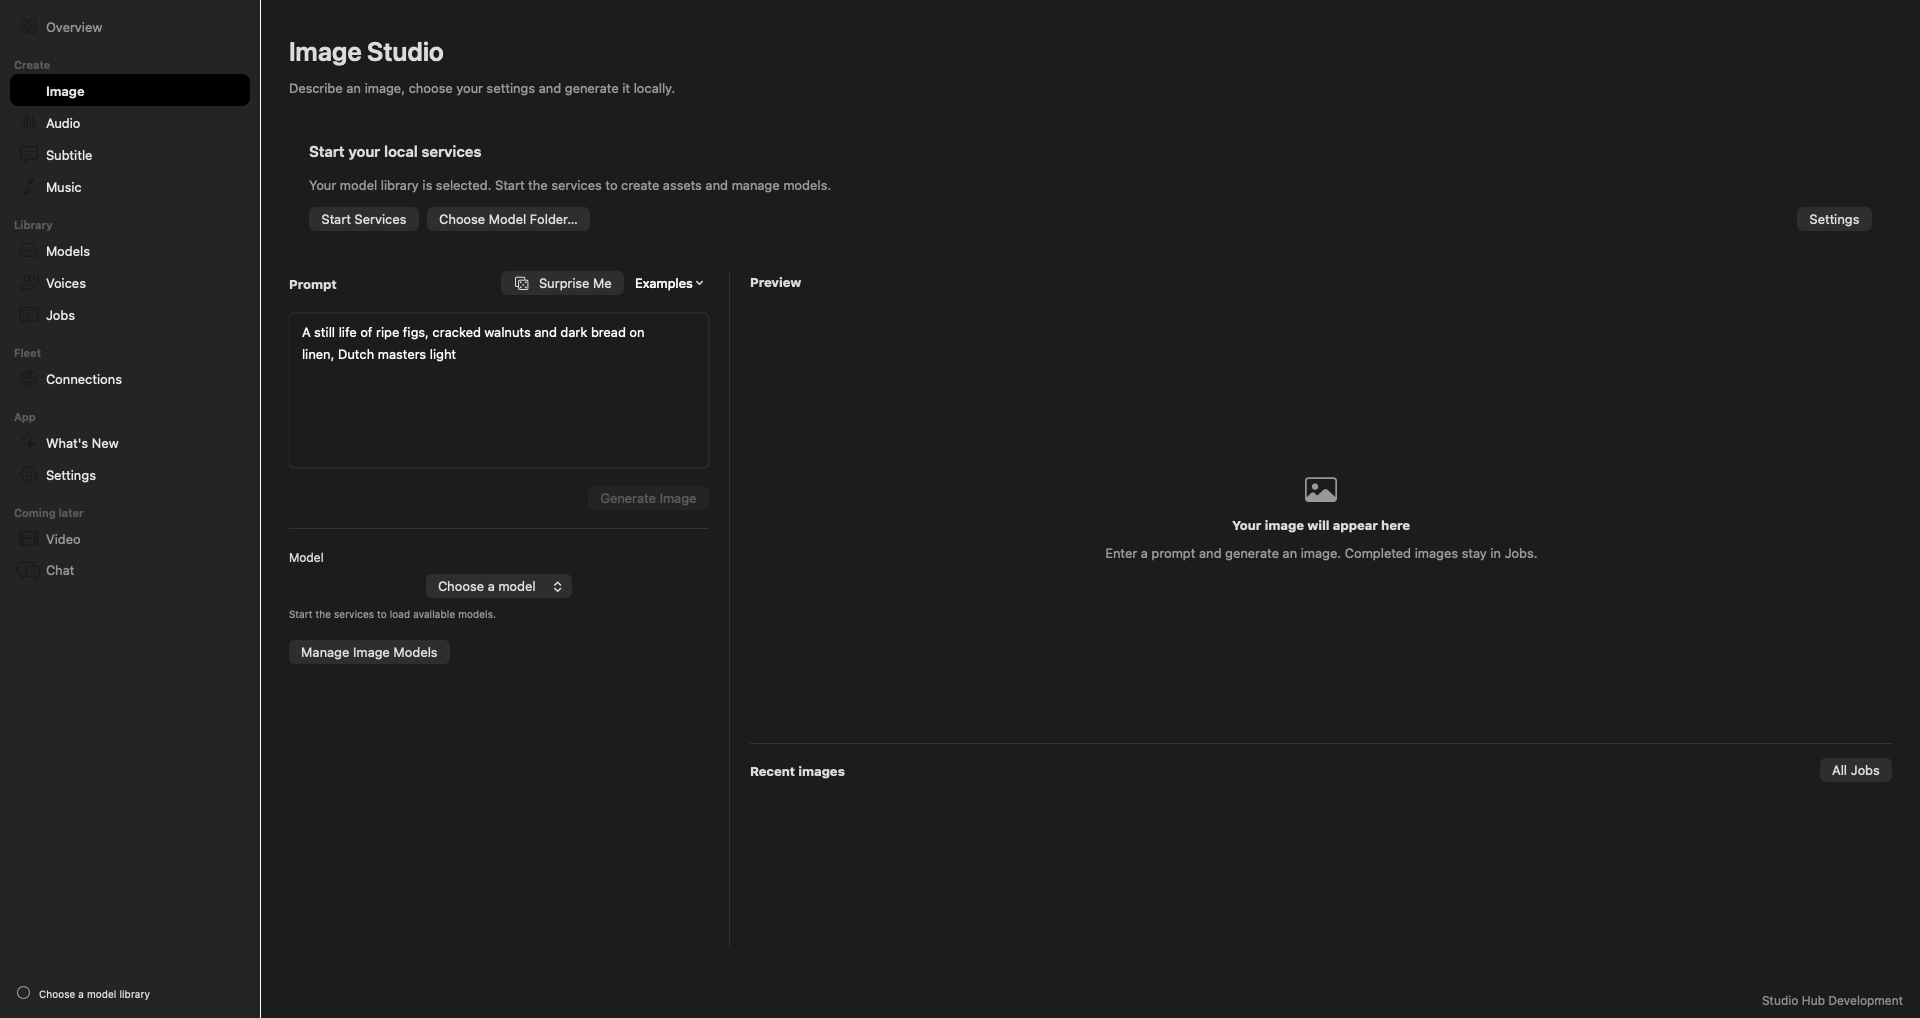 Overview
Create
Image
Audio
Subtitle
Music
Library
Models
Voices
Jobs
Fleet
Connections
App
What's New
Settings
Coming later
Video
Chat
Choose a model library
Image Studio
Describe an image, choose your settings and generate it locally.
Start your local services
Your model library is selected. Start the services to create assets and manage models.
Start Services
Choose Model Folder...
Settings
Prompt
Surprise Me
Examples
A still life of ripe figs, cracked walnuts and dark bread on
linen, Dutch masters light
Generate Image
Model
Choose a model
Start the services to load available models.
Manage Image Models
Preview
Your image will appear here
Enter a prompt and generate an image. Completed images stay in Jobs.
Recent images
All Jobs
Studio Hub Development